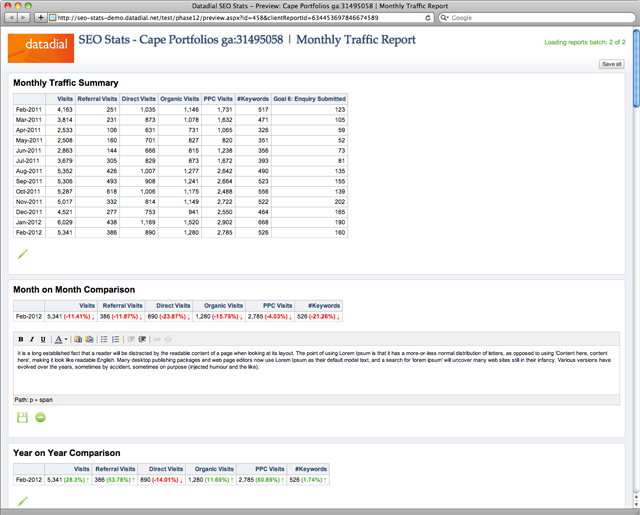 Datadial SEO Stats – Preview: Cape Portfolios ga:31495058 | Monthly Traffic Report
http://seo-stats-demo.datadial.net/test/phase12/preview.aspx?id=45&clientReportId=634453697846674589
Google
datadial
SEO Stats - Cape Portfolios ga:31495058 | Monthly Traffic Report
Loading reports batch: 2 of 2
Save all
Monthly Traffic Summary
Visits Referral Visits Direct Visits Organic Visits PPC Visits #Keywords Goal 6: Enquiry Submitted
Feb-2011 4,163 251 1,035 1,146 1,731 517 123
Mar-2011 3,814 231 873 1,078 1,632 471 105
Apr-2011 2,533 106 631 731 1,065 326 59
May-2011 2,508 160 701 827 820 351 52
Jun-2011 2,863 144 666 815 1,238 356 73
Jul-2011 3,679 305 829 873 1,672 393 81
Aug-2011 5,352 426 1,007 1,277 2,642 490 135
Sep-2011 5,306 493 908 1,241 2,664 523 155
Oct-2011 5,287 618 1,006 1,175 2,488 556 139
Nov-2011 5,017 332 814 1,149 2,722 522 202
Dec-2011 4,521 277 753 941 2,550 464 165
Jan-2012 6,029 438 1,169 1,520 2,902 668 190
Feb-2012 5,341 386 890 1,280 2,785 526 160
Month on Month Comparison
Visits Referral Visits Direct Visits Organic Visits PPC Visits #Keywords
Feb-2012 5,341 (-11.41%) ↓ 386 (-11.87%) ↓ 890 (-23.87%) ↓ 1,280 (-15.79%) ↓ 2,785 (-4.03%) ↓ 526 (-21.26%) ↓
B I U A
It is a long established fact that a reader will be distracted by the readable content of a page when looking at its layout. The point of using Lorem Ipsum is that it has a more-or-less normal distribution of letters, as opposed to using 'Content here, content
here', making it look like readable English. Many desktop publishing packages and web page editors now use Lorem Ipsum as their default model text, and a search for 'lorem ipsum' will uncover many web sites still in their infancy. Various versions have
evolved over the years, sometimes by accident, sometimes on purpose (injected humour and the like).
Path: p » span
Year on Year Comparison
Visits Referral Visits Direct Visits Organic Visits PPC Visits #Keywords
Feb-2012 5,341 (28.3%) ↑ 386 (53.78%) ↑ 890 (-14.01%) ↓ 1,280 (11.69%) ↑ 2,785 (60.89%) ↑ 526 (1.74%) ↑